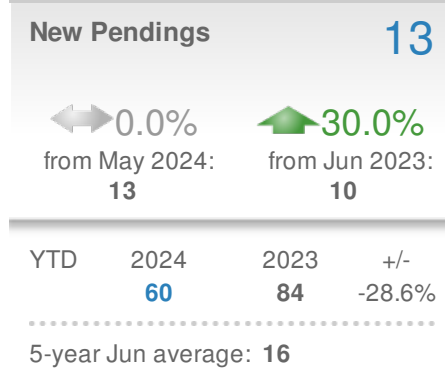 New Pendings 13
0.0% 30.0%
from May 2024: from Jun 2023:
13 10
YTD 2024 2023 +/-
60 84 -28.6%
5-year Jun average: 16